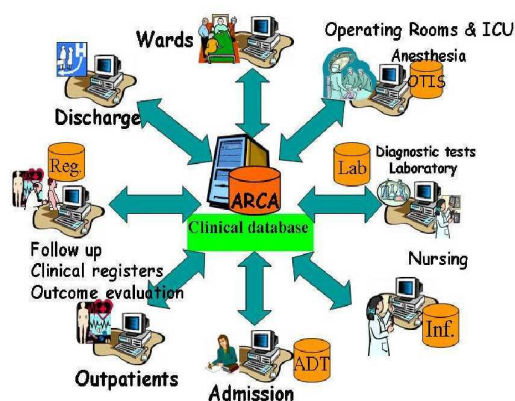 Wards
Operating Rooms & ICU
Anesthesia
OTIS
Discharge
Reg.
Lab
Diagnostic tests
Laboratory
ARCA
Clinical database
Follow up
Clinical registers
Outcome evaluation
Nursing
Inf.
Outpatients
Admission
ADT